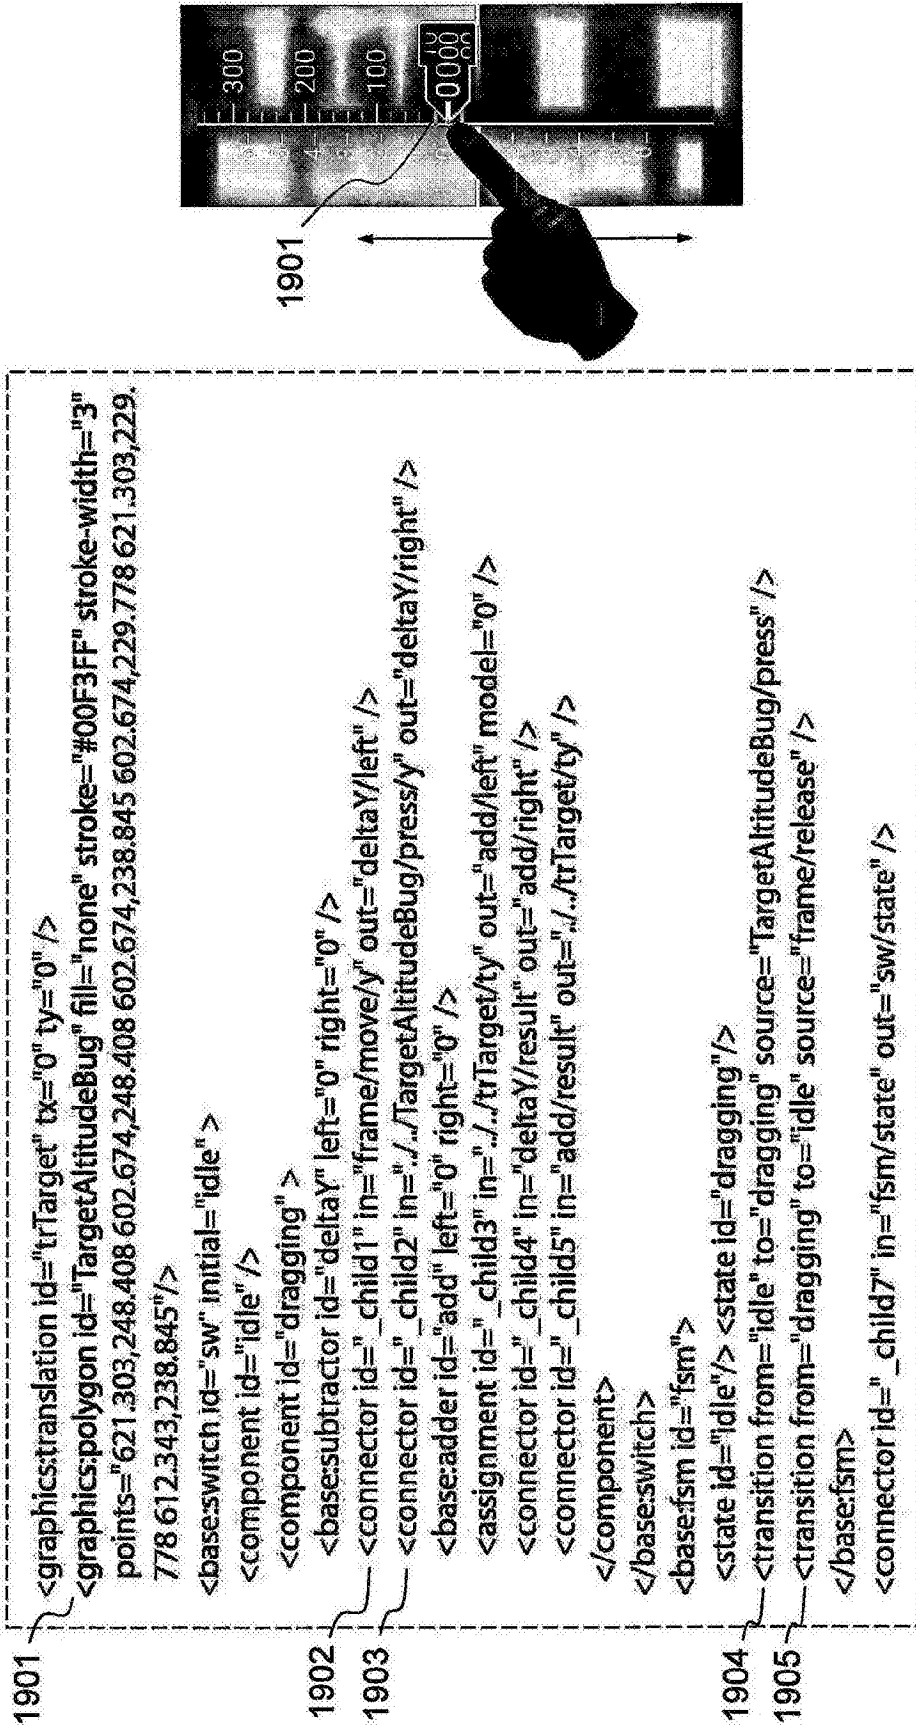 1901
<graphics:translation id="trTarget" tx="0" ty="0" />
<graphics:polygon id="TargetAltitudeBug" fill="none" stroke="#00F3FF" stroke-width="3"
points="621.303,248.408 602.674,248.408 602.674,238.845 602.674,229.778 621.303,229.
778 612.343,238.845"/>
<base:switch id="sw" initial="idle" >
<component id="idle"/>
<component id="dragging" >
<base:subtractor id="deltaY" left="0" right="0" />
1902
<connector id="_child1" in="frame/move/y" out="deltaY/left" />
1903
<connector id="_child2" in="./../TargetAltitudeBug/press/y" out="deltaY/right" />
<base:adder id="add" left="0" right="0" />
<assignment id="_child3" in="./../trTarget/ty" out="add/left" model="0" />
<connector id="_child4" in="deltaY/result" out="add/right" />
<connector id="_child5" in="add/result" out="./../trTarget/ty" />
</component>
</base:switch>
<base:fsm id="fsm">
<state id="idle"/> <state id="dragging"/>
1904
<transition from="idle" to="dragging" source="TargetAltitudeBug/press" />
1905
<transition from="dragging" to="idle" source="frame/release" />
</base:fsm>
<connector id="_child7" in="fsm/state" out="sw/state" />
1901
300
200
100